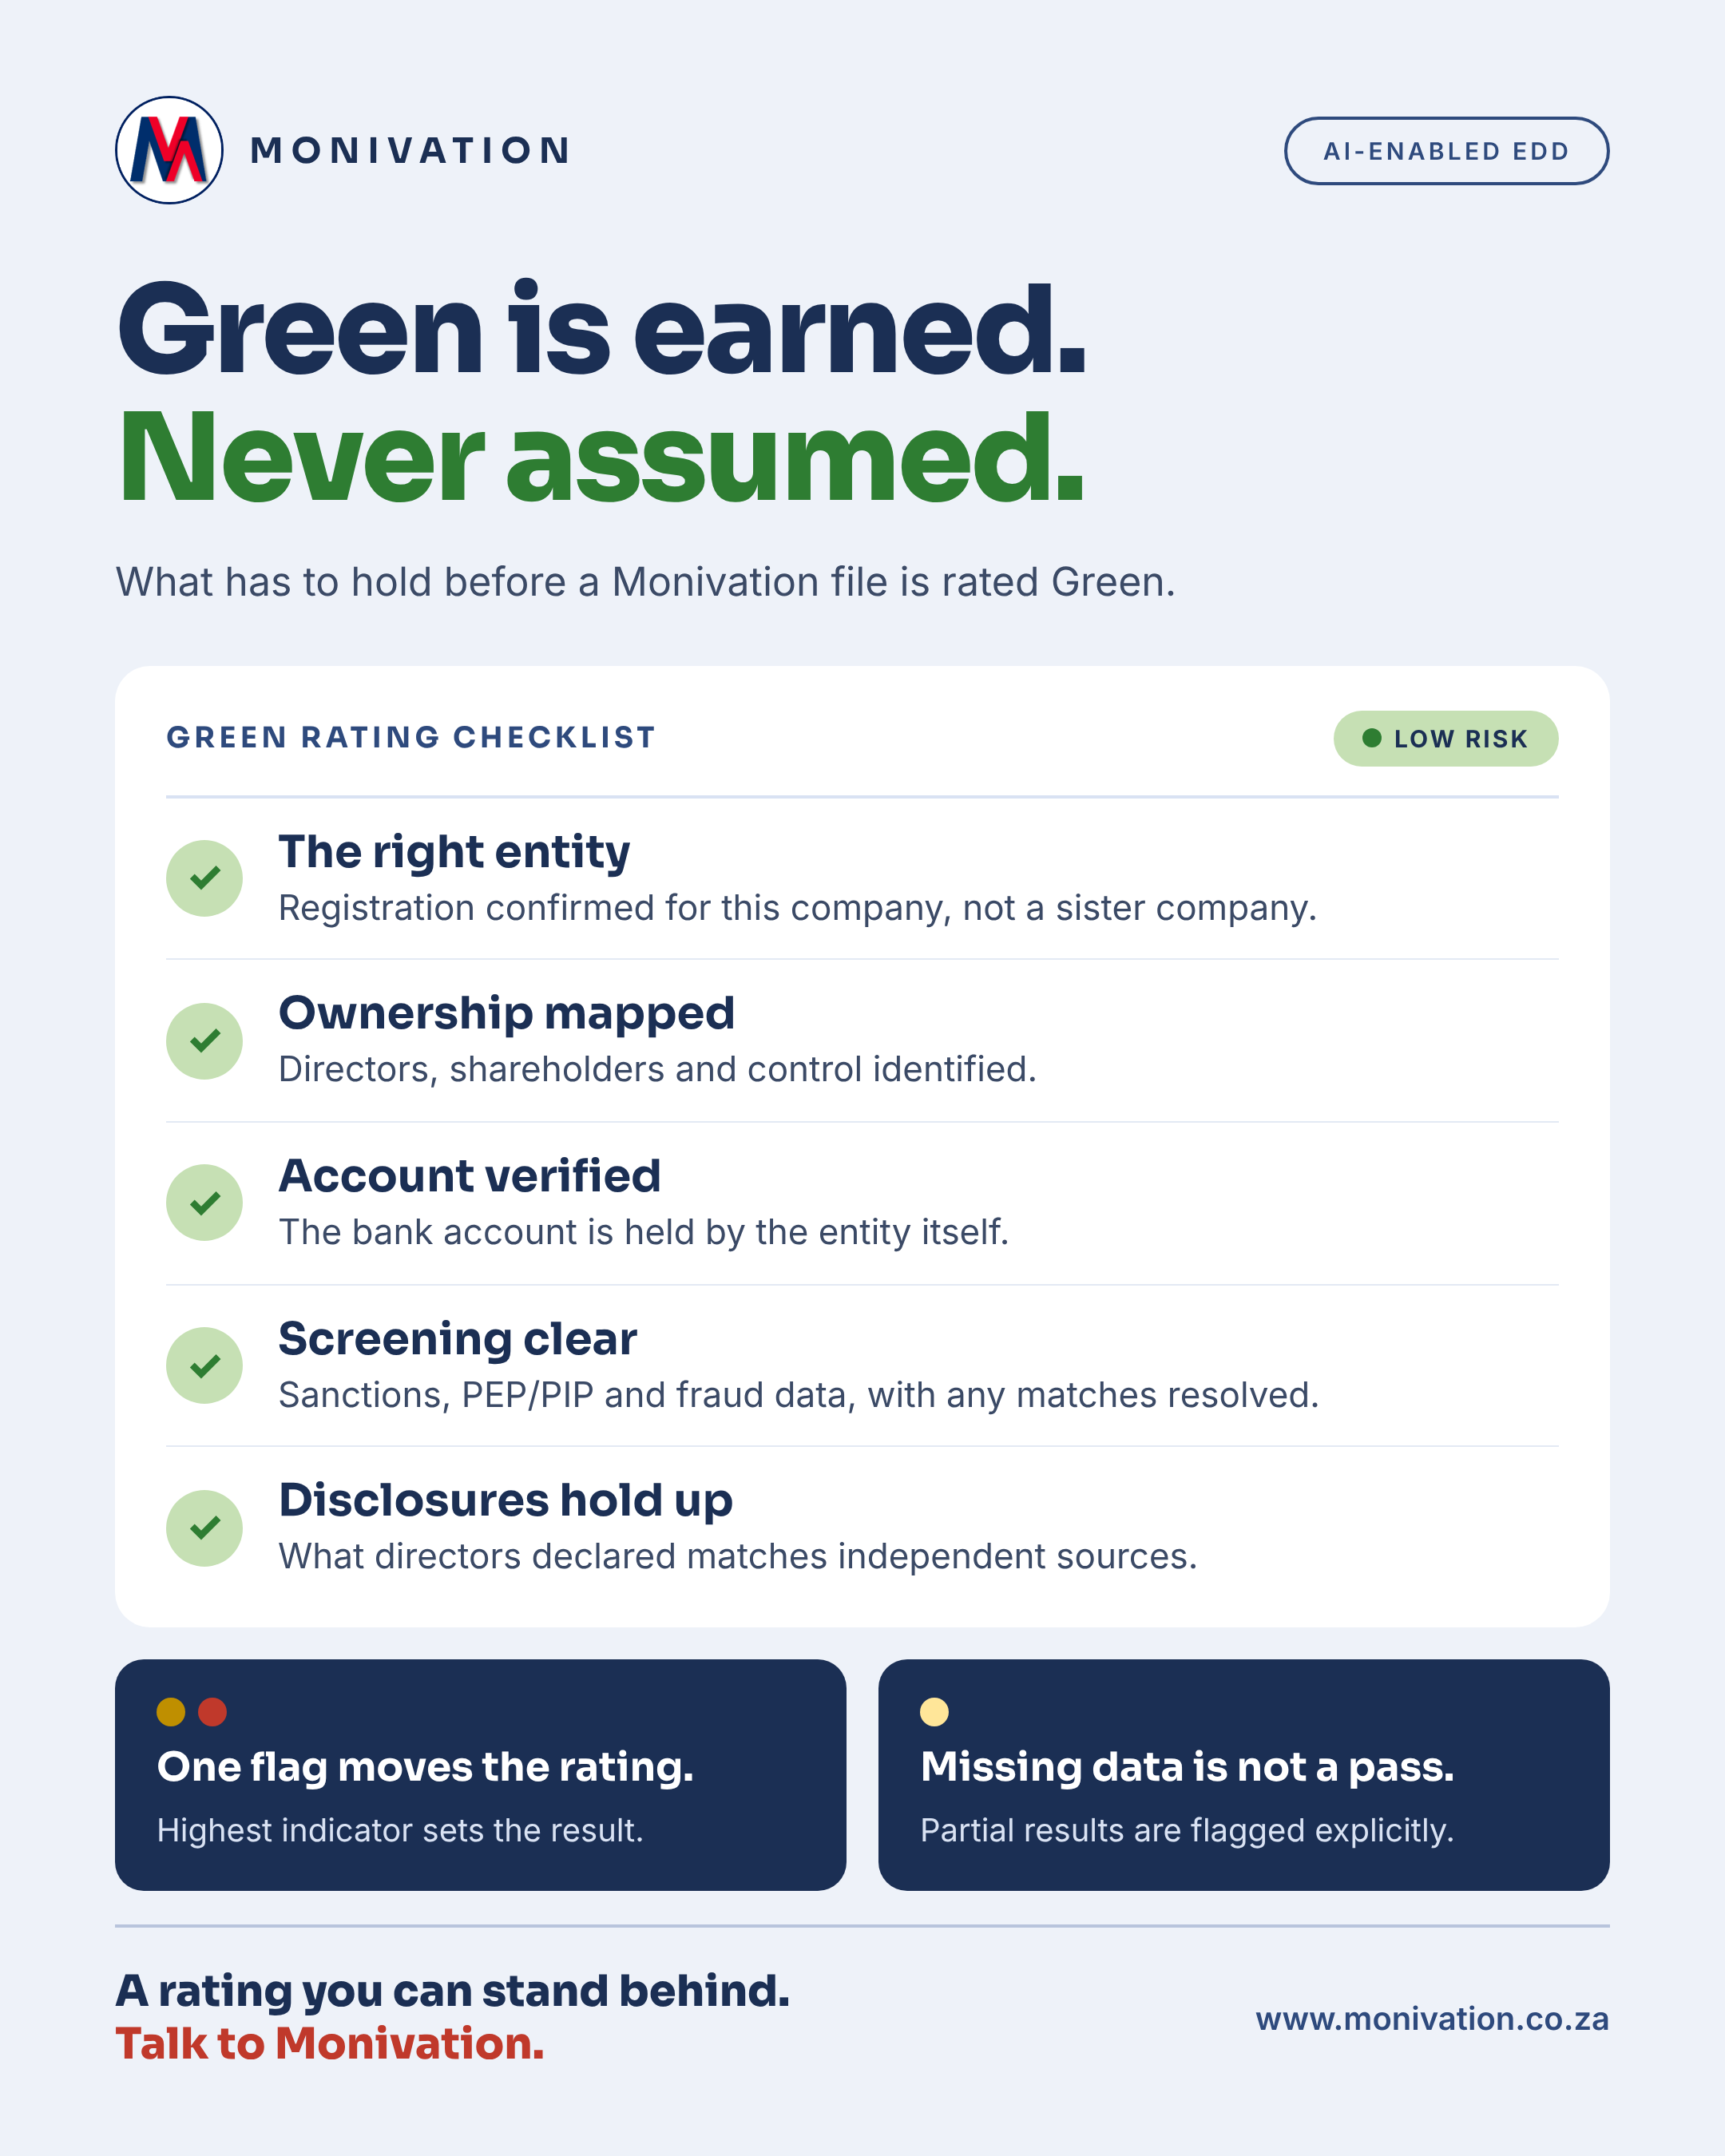 MONIVATION
AI-ENABLED EDD
Green is earned.
Never assumed.
What has to hold before a Monivation file is rated Green.
GREEN RATING CHECKLIST
LOW RISK
The right entity
Registration confirmed for this company, not a sister company.
Ownership mapped
Directors, shareholders and control identified.
Account verified
The bank account is held by the entity itself.
Screening clear
Sanctions, PEP/PIP and fraud data, with any matches resolved.
Disclosures hold up
What directors declared matches independent sources.
One flag moves the rating.
Highest indicator sets the result.
Missing data is not a pass.
Partial results are flagged explicitly.
A rating you can stand behind.
Talk to Monivation.
www.monivation.co.za